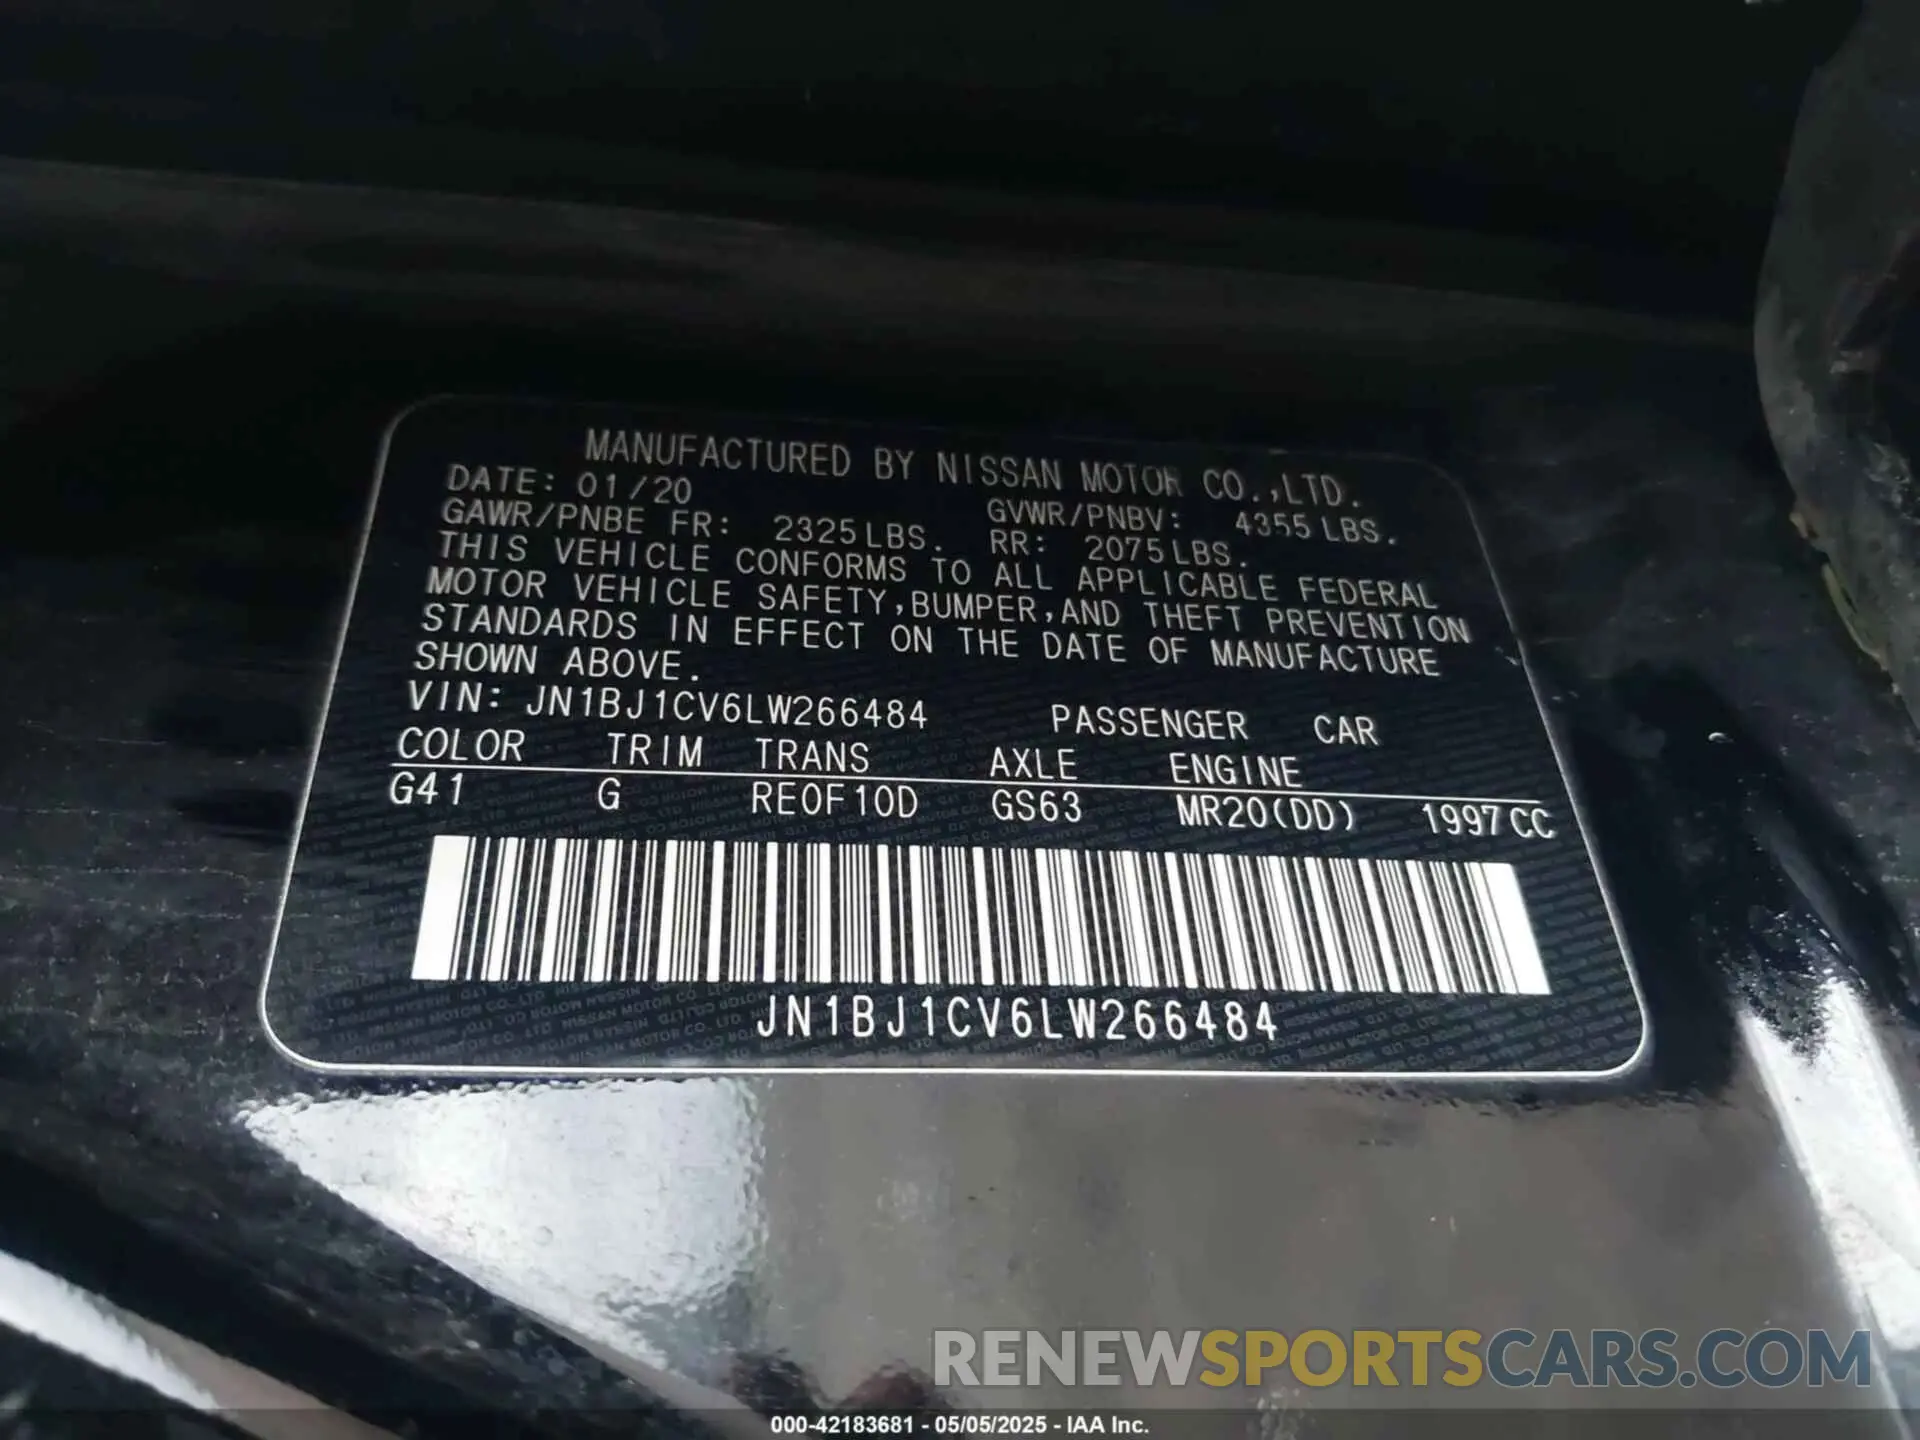 MANUFACTURED BY NISSAN MOTOR CO.,LTD.
DATE: 01/20
GVWR/PNBV: 4355 LBS.
GAWR/PNBE FR: 2325 LBS. RR: 2075 LBS.
THIS VEHICLE CONFORMS TO ALL APPLICABLE FEDERAL
MOTOR VEHICLE SAFETY,BUMPER,AND THEFT PREVENTION
STANDARDS IN EFFECT ON THE DATE OF MANUFACTURE
SHOWN ABOVE.
VIN: JN1BJ1CV6LW266484 PASSENGER CAR
COLOR TRIM TRANS AXLE ENGINE
G41 G RE0F10D GS63 MR20(DD) 1997 CC
JN1BJ1CV6LW266484
RENEWSPORTSCARS.COM
000-42183681 - 05/05/2025 - IAA Inc.